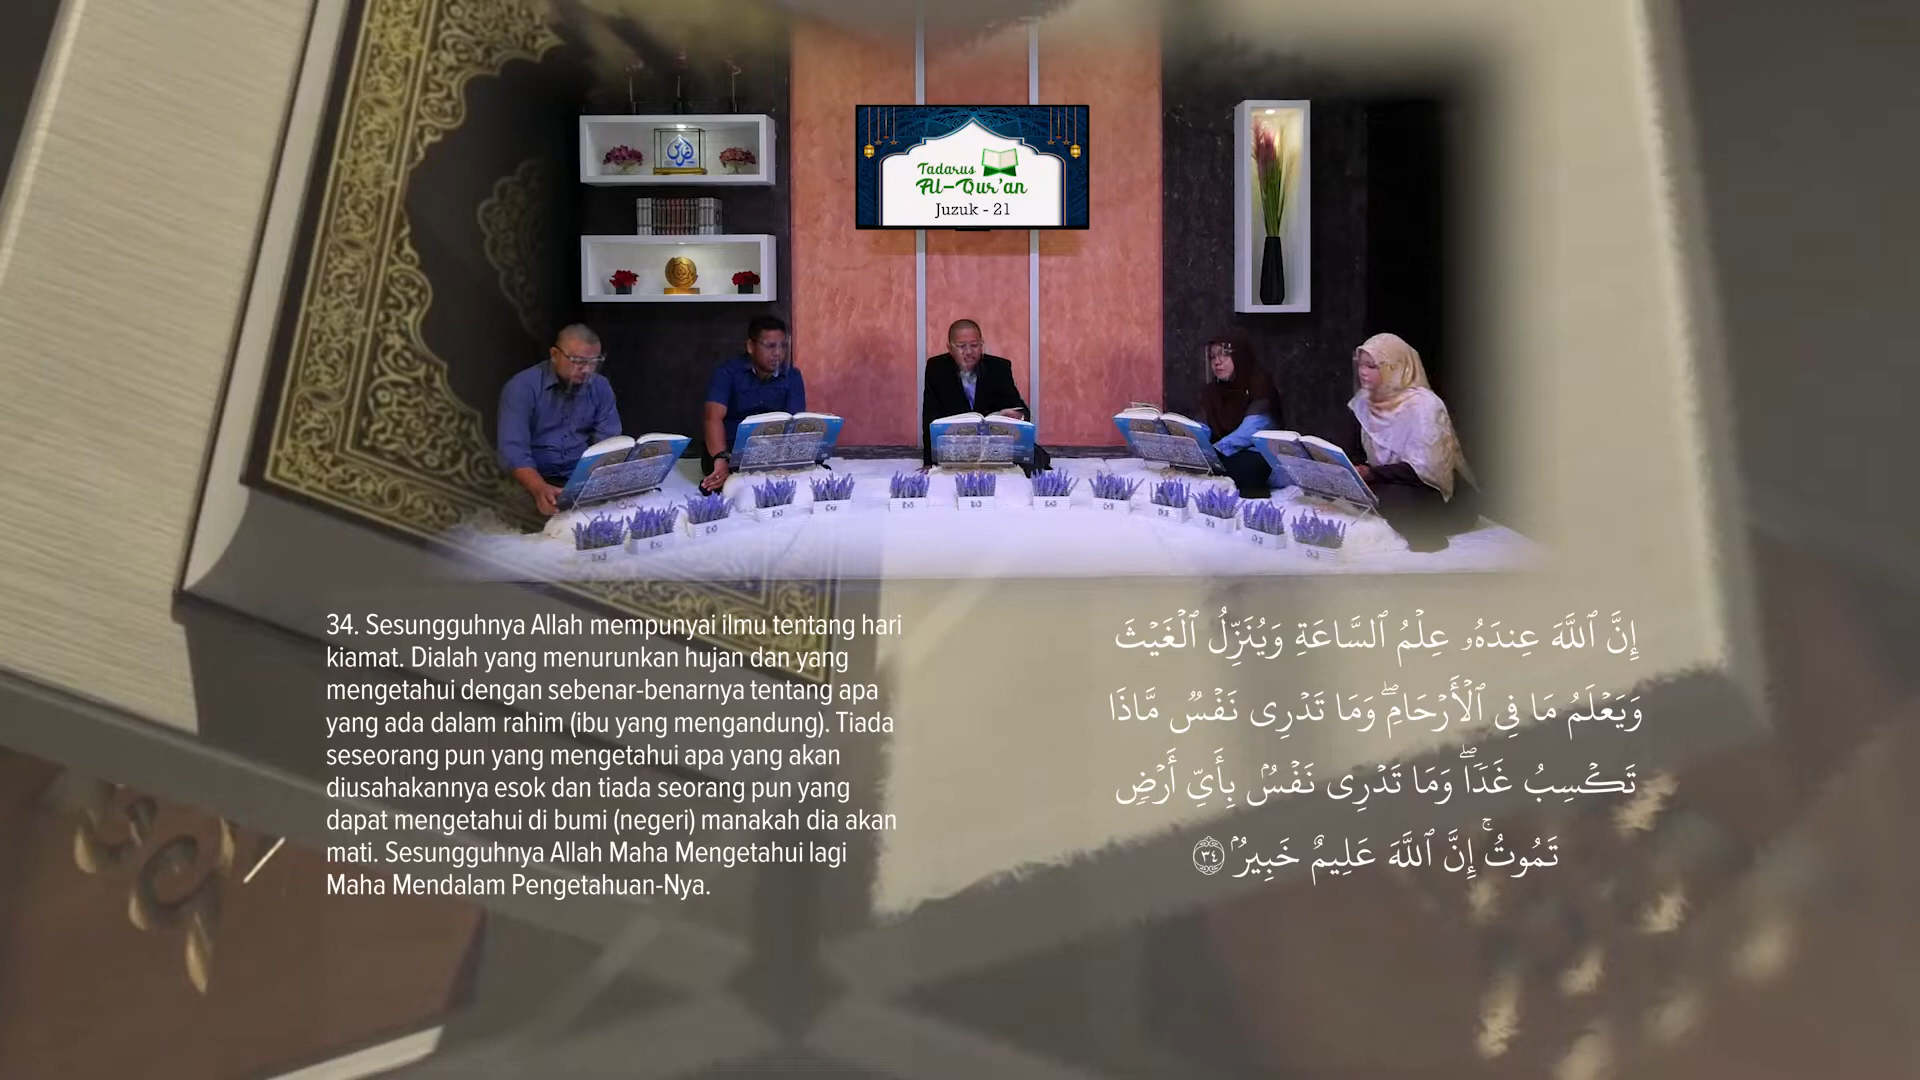 Tadarus
Al-Qur'an
Juzuk - 21
34. Sesungguhnya Allah mempunyai ilmu tentang hari
kiamat. Dialah yang menurunkan hujan dan yang
mengetahui dengan sebenar-benarnya tentang apa
yang ada dalam rahim (ibu yang mengandung). Tiada
seseorang pun yang mengetahui apa yang akan
diusahakannya esok dan tiada seorang pun yang
dapat mengetahui di bumi (negeri) manakah dia akan
mati. Sesungguhnya Allah Maha Mengetahui lagi
Maha Mendalam Pengetahuan-Nya.
إِنَّ ٱللَّهَ عِندَهُۥ عِلۡمُ ٱلسَّاعَةِ وَيُنَزِّلُ ٱلۡغَيۡثَ
وَيَعۡلَمُ مَا فِى ٱلۡأَرۡحَامِۖ وَمَا تَدۡرِى نَفۡسٞ مَّاذَا
تَكۡسِبُ غَدٗاۖ وَمَا تَدۡرِى نَفۡسُۢ بِأَىِّ أَرۡضٖ
تَمُوتُۚ إِنَّ ٱللَّهَ عَلِيمٌ خَبِيرُۢ ٣٤